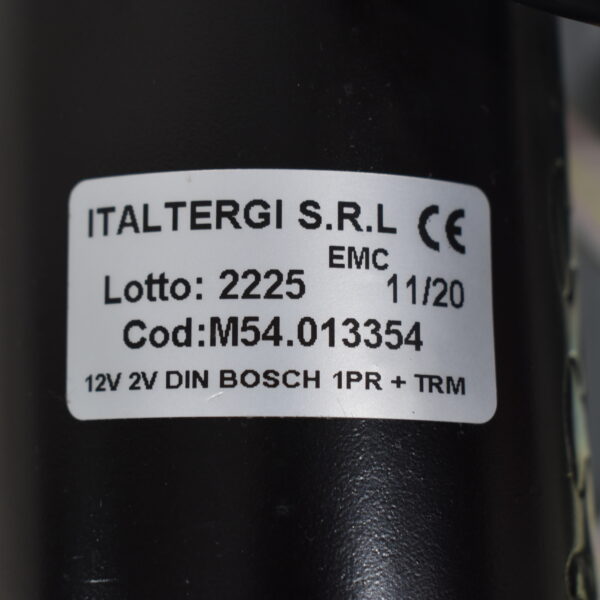 ITALTERGI S.R.L CE
EMC
Lotto: 2225 11/20
Cod:M54.013354
12V 2V DIN BOSCH 1PR + TRM